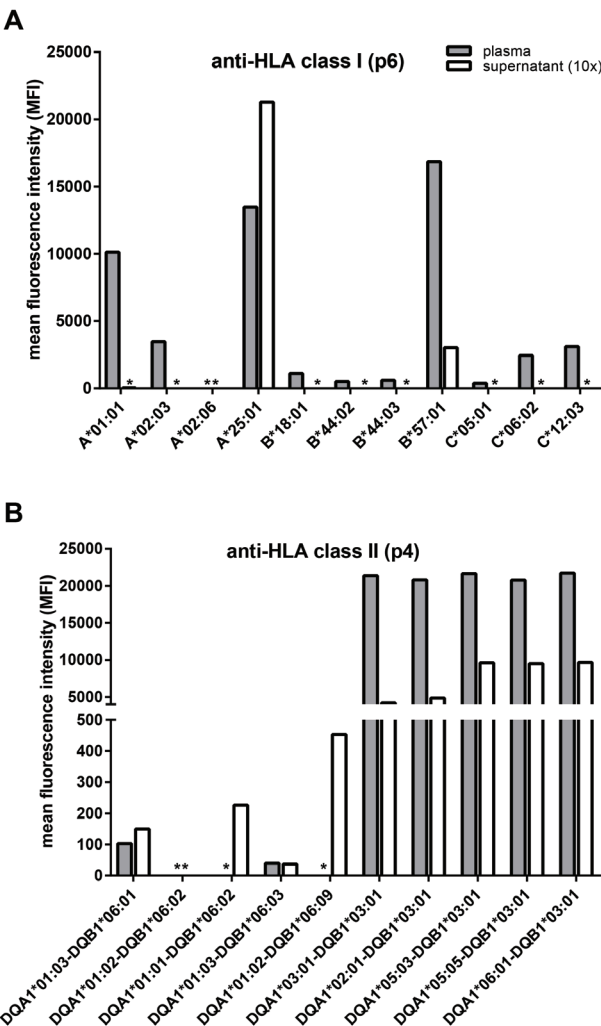 A
anti-HLA class I (p6)
plasma
supernatant (10x)
mean fluorescence intensity (MFI)
25000
20000
15000
10000
5000
0
* * ** * * * * * *
A*01:01
A*02:03
A*02:06
A*25:01
B*18:01
B*44:02
B*44:03
B*57:01
C*05:01
C*06:02
C*12:03
B
anti-HLA class II (p4)
mean fluorescence intensity (MFI)
25000
20000
15000
10000
5000
500
400
300
200
100
0
** * *
DQA1*01:03-DQB1*06:01
DQA1*01:02-DQB1*06:02
DQA1*01:01-DQB1*06:02
DQA1*01:03-DQB1*06:03
DQA1*01:02-DQB1*06:09
DQA1*03:01-DQB1*03:01
DQA1*02:01-DQB1*03:01
DQA1*05:03-DQB1*03:01
DQA1*05:05-DQB1*03:01
DQA1*06:01-DQB1*03:01